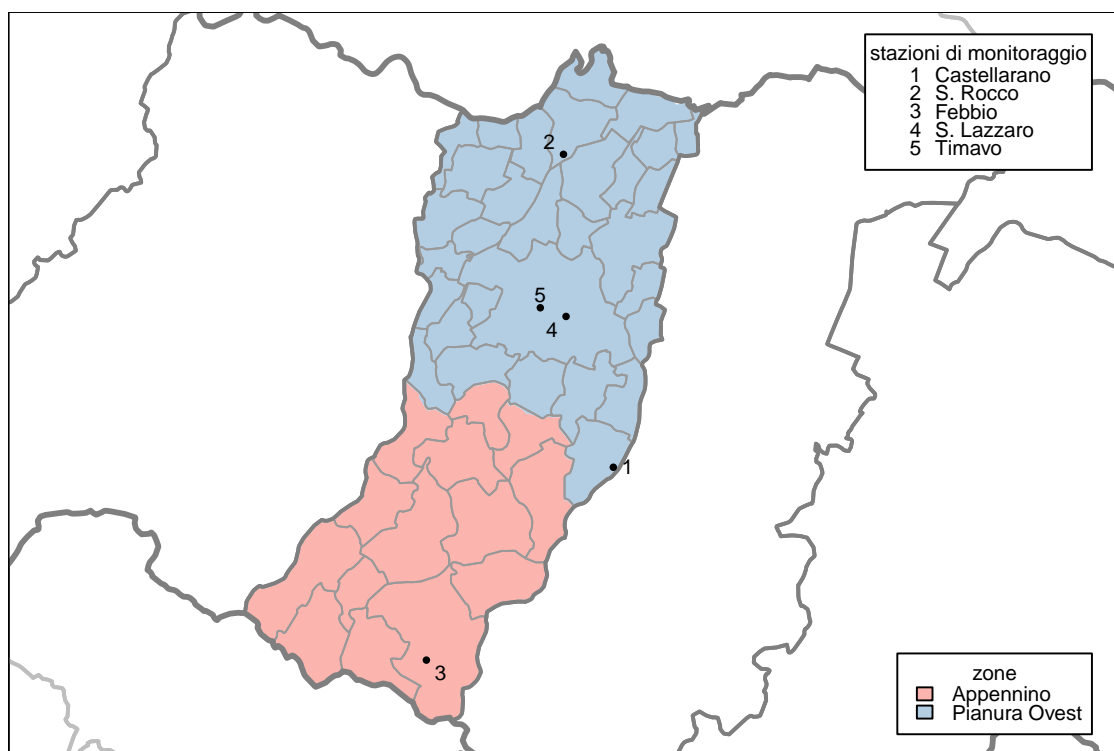 stazioni di monitoraggio
1 Castellarano
2 S. Rocco
3 Febbio
4 S. Lazzaro
5 Timavo
2
5
4
1
3
zone
Appennino
Pianura Ovest